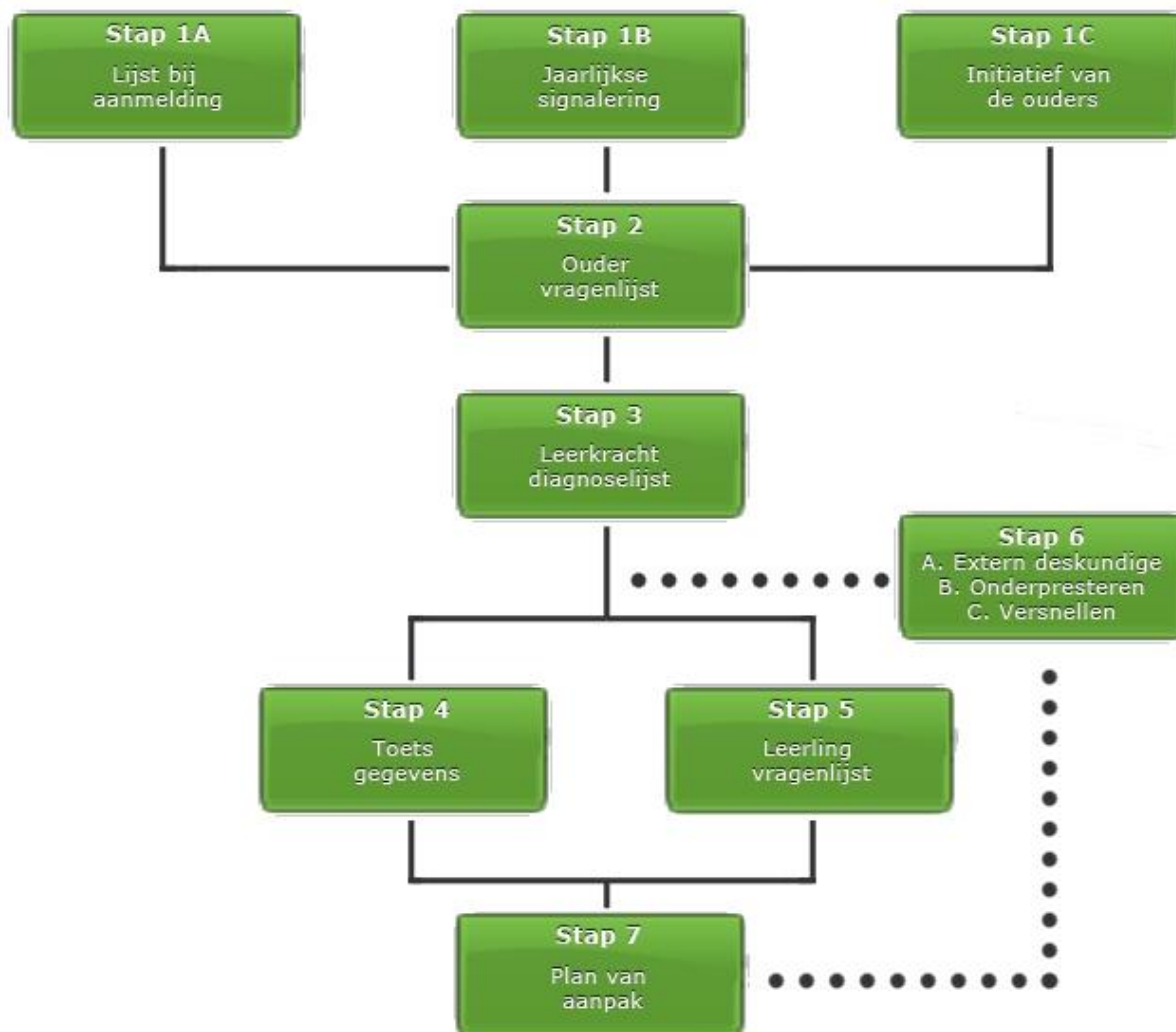 Stap 1A
Lijst bij
aanmelding
Stap 1B
Jaarlijkse
signalering
Stap 1C
Initiatief van
de ouders
Stap 2
Ouder
vragenlijst
Stap 3
Leerkracht
diagnoselijst
Stap 6
A. Extern deskundige
B. Onderpresteren
C. Versnellen
Stap 4
Toets
gegevens
Stap 5
Leerling
vragenlijst
Stap 7
Plan van
aanpak